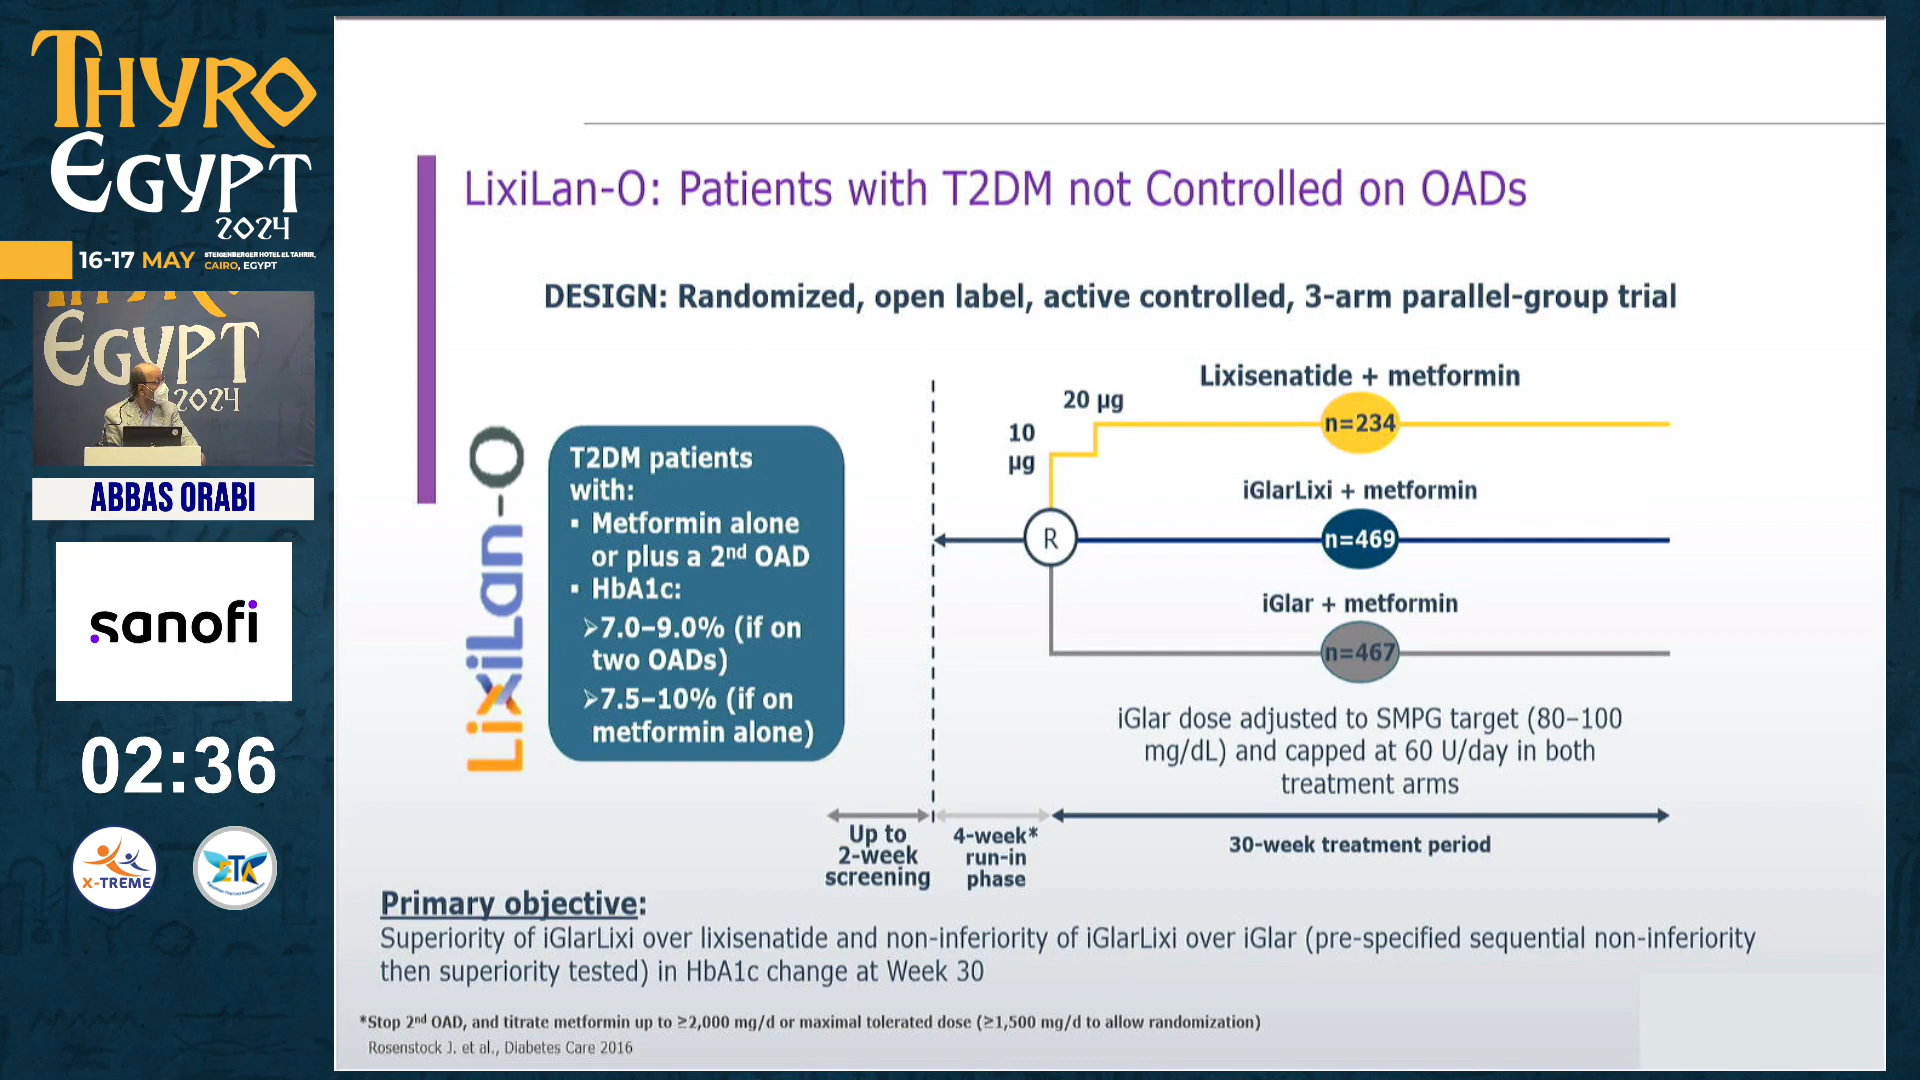 THYRO
EGYPT
2024
16-17 MAY
STEIGENBERGER HOTEL EL TAHRIR,
CAIRO, EGYPT
EGYPT
2024
ABBAS ORABI
sanofi
02:36
X-TREME
ETA
LixiLan-O: Patients with T2DM not Controlled on OADs
DESIGN: Randomized, open label, active controlled, 3-arm parallel-group trial
LixiLan-O
T2DM patients
with:
▪ Metformin alone
or plus a 2nd OAD
▪ HbA1c:
➢7.0–9.0% (if on
two OADs)
➢7.5–10% (if on
metformin alone)
Lixisenatide + metformin
20 µg
n=234
10
µg
iGlarLixi + metformin
R
n=469
iGlar + metformin
n=467
iGlar dose adjusted to SMPG target (80–100
mg/dL) and capped at 60 U/day in both
treatment arms
Up to
2-week
screening
4-week*
run-in
phase
30-week treatment period
Primary objective:
Superiority of iGlarLixi over lixisenatide and non-inferiority of iGlarLixi over iGlar (pre-specified sequential non-inferiority
then superiority tested) in HbA1c change at Week 30
*Stop 2nd OAD, and titrate metformin up to ≥2,000 mg/d or maximal tolerated dose (≥1,500 mg/d to allow randomization)
Rosenstock J. et al., Diabetes Care 2016